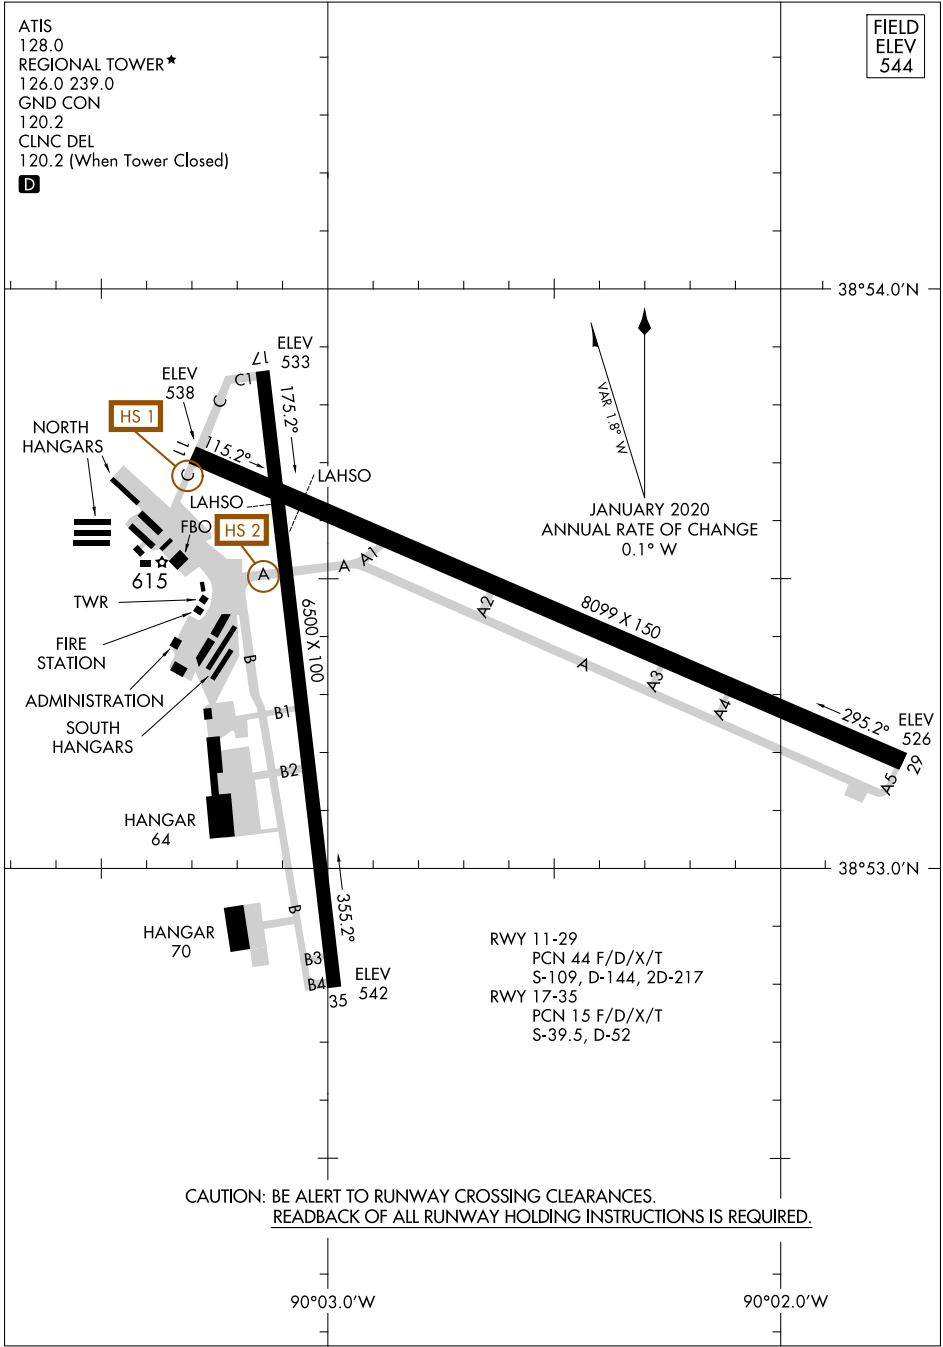 ATIS
128.0
REGIONAL TOWER★
126.0 239.0
GND CON
120.2
CLNC DEL
120.2 (When Tower Closed)
D
FIELD
ELEV
544
38°54.0'N
ELEV
533
17
C1
ELEV
538
C
175.2°
HS 1
11
115.2°
VAR 1.8° W
NORTH
HANGARS
C
LAHSO
LAHSO
JANUARY 2020
ANNUAL RATE OF CHANGE
0.1° W
FBO
HS 2
A
A1
A
615
TWR
A2
8099 X 150
6500 X 100
FIRE
STATION
B
A
A3
ADMINISTRATION
A4
B1
295.2°
ELEV
526
SOUTH
HANGARS
29
B2
A5
HANGAR
64
38°53.0'N
B
355.2°
HANGAR
70
B3
B4
35
ELEV
542
RWY 11-29
PCN 44 F/D/X/T
S-109, D-144, 2D-217
RWY 17-35
PCN 15 F/D/X/T
S-39.5, D-52
CAUTION: BE ALERT TO RUNWAY CROSSING CLEARANCES.
READBACK OF ALL RUNWAY HOLDING INSTRUCTIONS IS REQUIRED.
90°03.0'W
90°02.0'W